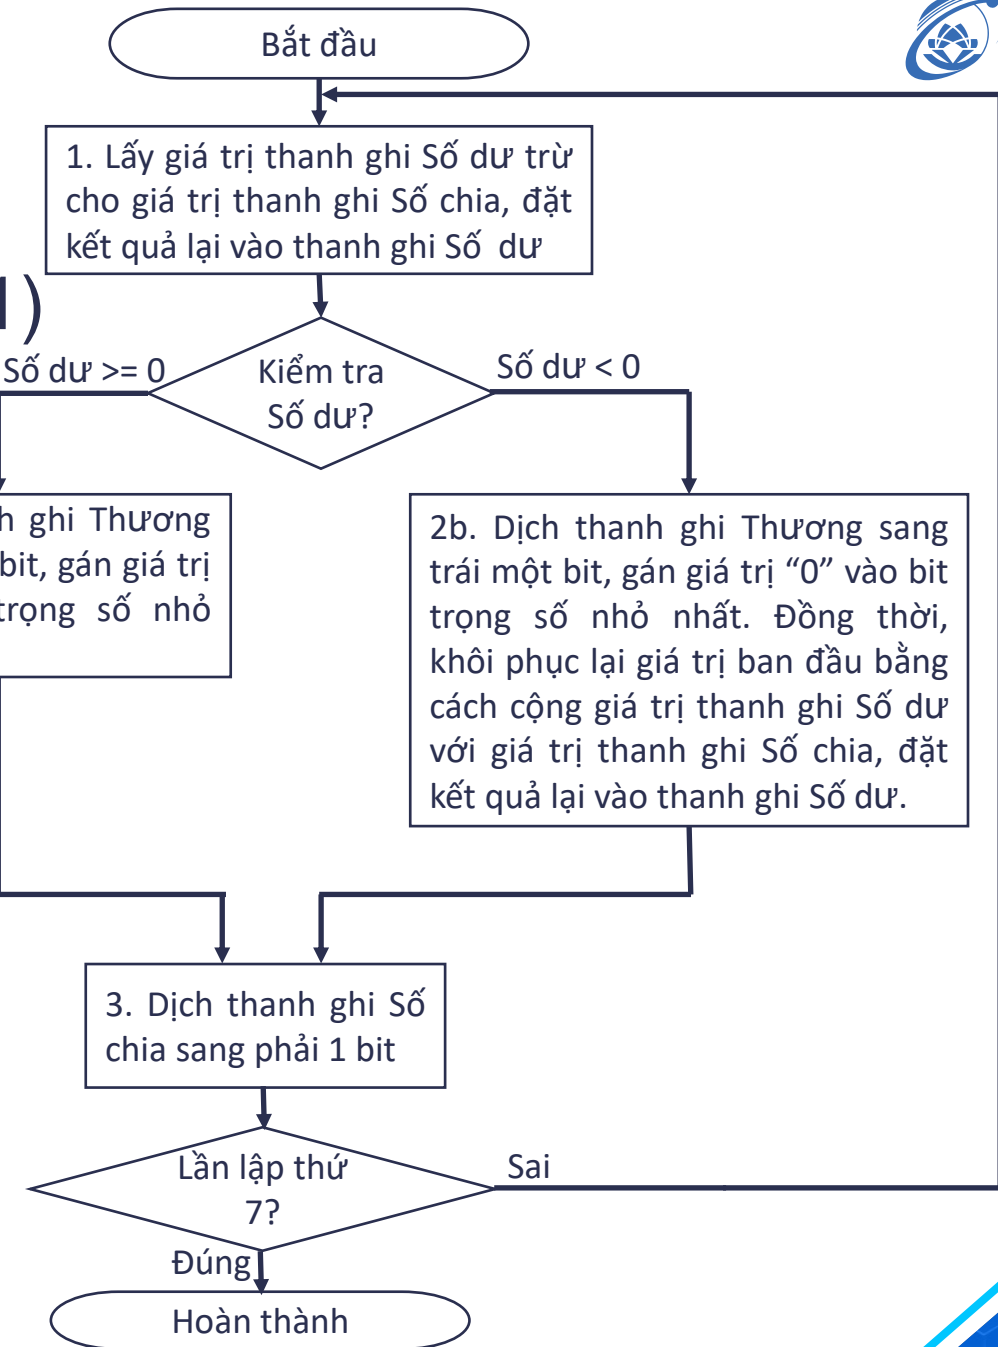 Bắt đầu
1. Lấy giá trị thanh ghi Số dư trừ
cho giá trị thanh ghi Số chia, đặt
kết quả lại vào thanh ghi Số dư
)
Số dư >= 0
Kiểm tra
Số dư?
Số dư < 0
ghi Thương
bit, gán giá trị
trọng số nhỏ
2b. Dịch thanh ghi Thương sang
trái một bit, gán giá trị “0” vào bit
trọng số nhỏ nhất. Đồng thời,
khôi phục lại giá trị ban đầu bằng
cách cộng giá trị thanh ghi Số dư
với giá trị thanh ghi Số chia, đặt
kết quả lại vào thanh ghi Số dư.
3. Dịch thanh ghi Số
chia sang phải 1 bit
Lần lập thứ
7?
Sai
Đúng
Hoàn thành